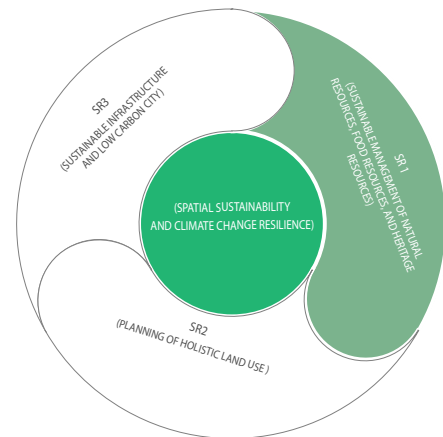 SR 1
(SUSTAINABLE MANAGEMENT OF NATURAL
RESOURCES, FOOD RESOURCES, AND HERITAGE
RESOURCES)
SR3
(SUSTAINABLE INFRASTRUCTURE
AND LOW CARBON CITY)
(SPATIAL SUSTAINABILITY
AND CLIMATE CHANGE RESILIENCE)
SR2
(PLANNING OF HOLISTIC LAND USE )